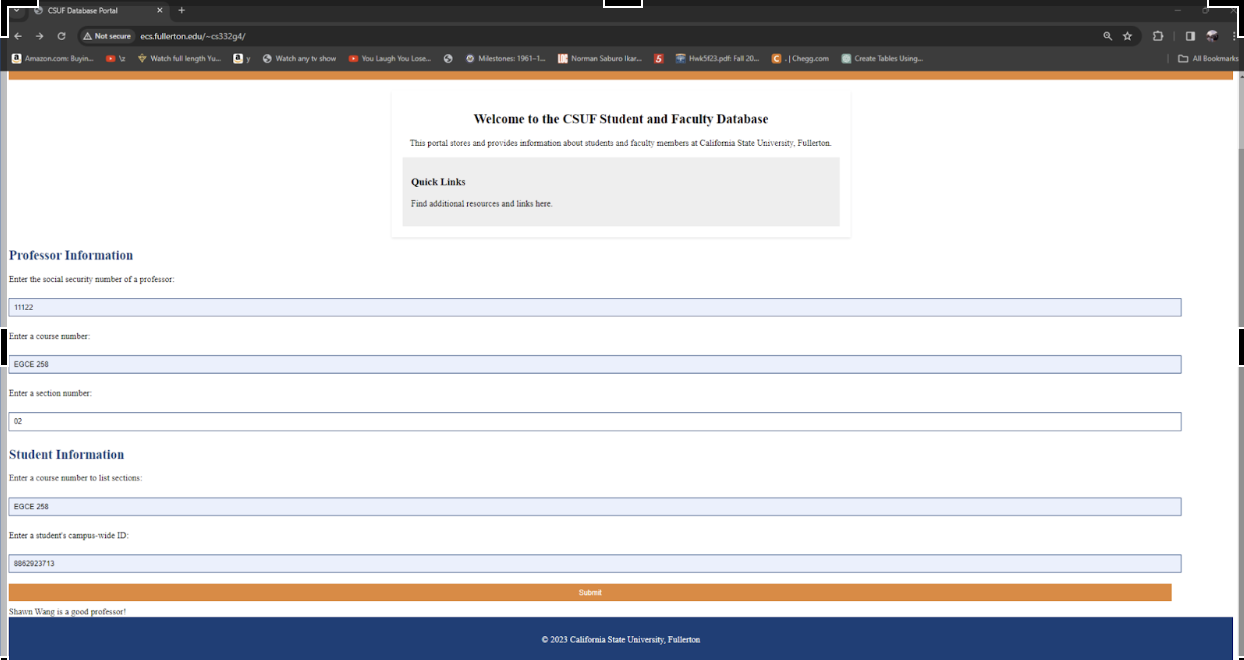 CSUF Database Portal
Not secure ecs.fullerton.edu/~cs332g4/
Amazon.com: Buyin... \z Watch full length Yu... y Watch any tv show You Laugh You Lose... Milestones: 1961–1... Norman Saburo Ikar... Hwk5f23.pdf: Fall 20... . | Chegg.com Create Tables Using... All Bookmarks
Welcome to the CSUF Student and Faculty Database
This portal stores and provides information about students and faculty members at California State University, Fullerton.
Quick Links
Find additional resources and links here.
Professor Information
Enter the social security number of a professor:
11122
Enter a course number:
EGCE 258
Enter a section number:
02
Student Information
Enter a course number to list sections:
EGCE 258
Enter a student's campus-wide ID:
8862923713
Submit
Shawn Wang is a good professor!
© 2023 California State University, Fullerton